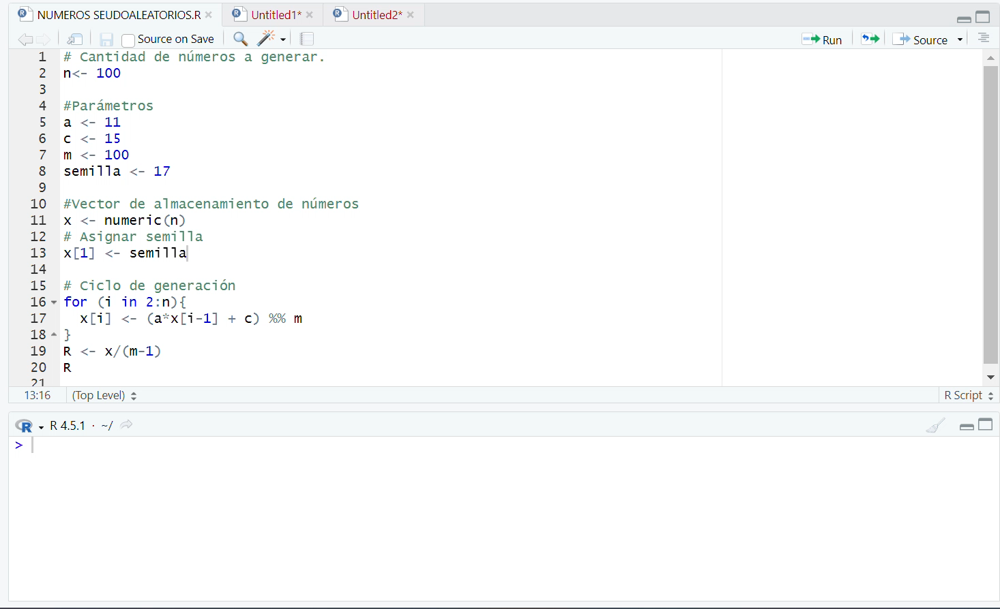 NUMEROS SEUDOALEATORIOS.R Untitled1* Untitled2*
Source on Save Run Source
1 # Cantidad de números a generar.
2 n<- 100
3
4 #Parámetros
5 a <- 11
6 c <- 15
7 m <- 100
8 semilla <- 17
9
10 #Vector de almacenamiento de números
11 x <- numeric(n)
12 # Asignar semilla
13 x[1] <- semilla
14
15 # Ciclo de generación
16 for (i in 2:n){
17 x[i] <- (a*x[i-1] + c) %% m
18 }
19 R <- x/(m-1)
20 R
21
13:16 (Top Level) R Script
R 4.5.1 · ~/
>